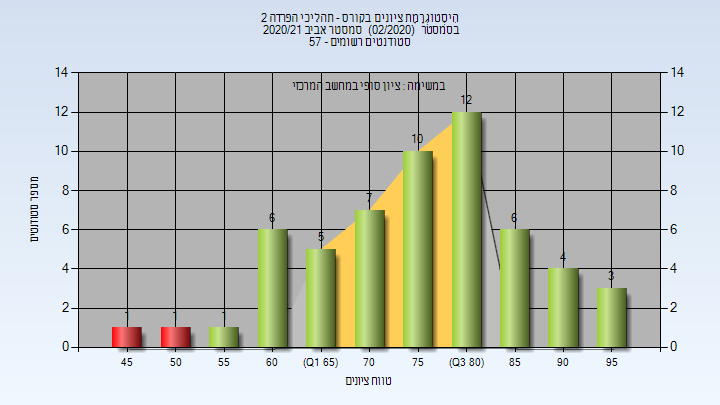 היסטוגרמת ציונים בקורס - תהליכי הפרדה 2
בסמסטר (02/2020) סמסטר אביב 2020/21
סטודנטים רשומים - 57
במשימה : ציון סופי במחשב המרכזי
מספר סטודנטים
14 14
12 12
10 10
8 8
6 6
4 4
2 2
0 0
1 1 1 6 5 7 10 12 6 4 3
45 50 55 60 (Q1 65) 70 75 (Q3 80) 85 90 95
טווח ציונים